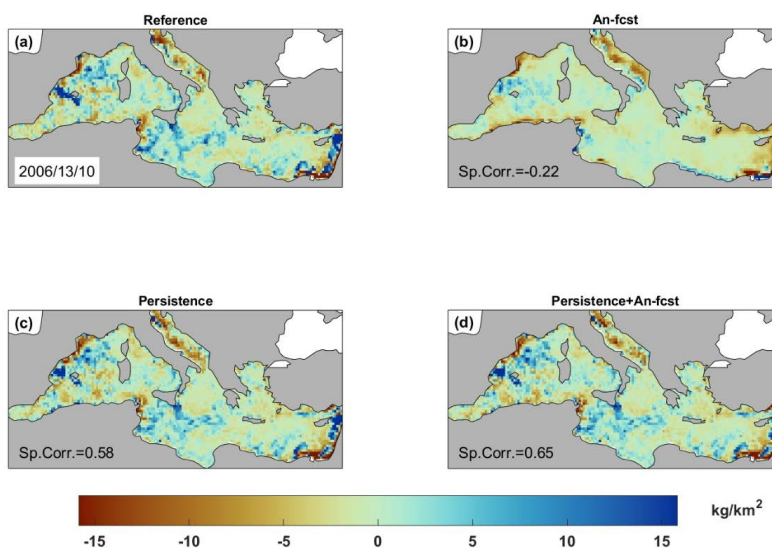 Reference
(a)
2006/13/10
An-fcst
(b)
Sp.Corr.=-0.22
Persistence
(c)
Sp.Corr.=0.58
Persistence+An-fcst
(d)
Sp.Corr.=0.65
kg/km²
-15 -10 -5 0 5 10 15